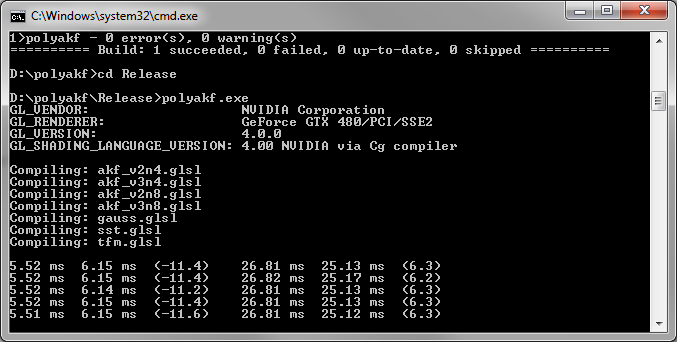 C:\Windows\system32\cmd.exe
1>polyakf - 0 error(s), 0 warning(s)
========== Build: 1 succeeded, 0 failed, 0 up-to-date, 0 skipped ==========
D:\polyakf>cd Release
D:\polyakf\Release>polyakf.exe
GL_VENDOR: NVIDIA Corporation
GL_RENDERER: GeForce GTX 480/PCI/SSE2
GL_VERSION: 4.0.0
GL_SHADING_LANGUAGE_VERSION: 4.00 NVIDIA via Cg compiler
Compiling: akf_v2n4.glsl
Compiling: akf_v3n4.glsl
Compiling: akf_v2n8.glsl
Compiling: akf_v3n8.glsl
Compiling: gauss.glsl
Compiling: sst.glsl
Compiling: tfm.glsl
5.52 ms 6.15 ms (-11.4) 26.81 ms 25.13 ms (6.3)
5.52 ms 6.15 ms (-11.4) 26.82 ms 25.17 ms (6.2)
5.52 ms 6.14 ms (-11.2) 26.81 ms 25.13 ms (6.3)
5.52 ms 6.15 ms (-11.4) 26.81 ms 25.13 ms (6.3)
5.51 ms 6.15 ms (-11.6) 26.81 ms 25.12 ms (6.3)